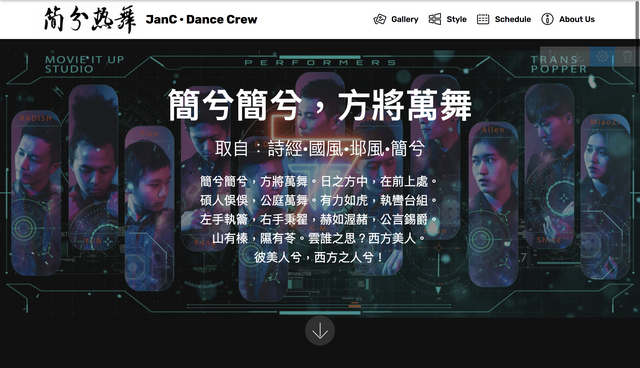 簡兮热舞 JanC • Dance Crew
Gallery
Style
Schedule
About Us
MOVIE IT UP
STUDIO
PERFORMERS
TRANS
POPPER
RADISH
Allen
簡兮簡兮，方將萬舞
取自：詩經•國風•邶風•簡兮
簡兮簡兮，方將萬舞。日之方中，在前上處。
碩人俁俁，公庭萬舞。有力如虎，執轡台組。
左手執籥，右手秉翟，赫如渥赭，公言錫爵。
山有榛，隰有苓。雲誰之思？西方美人。
彼美人兮，西方之人兮！